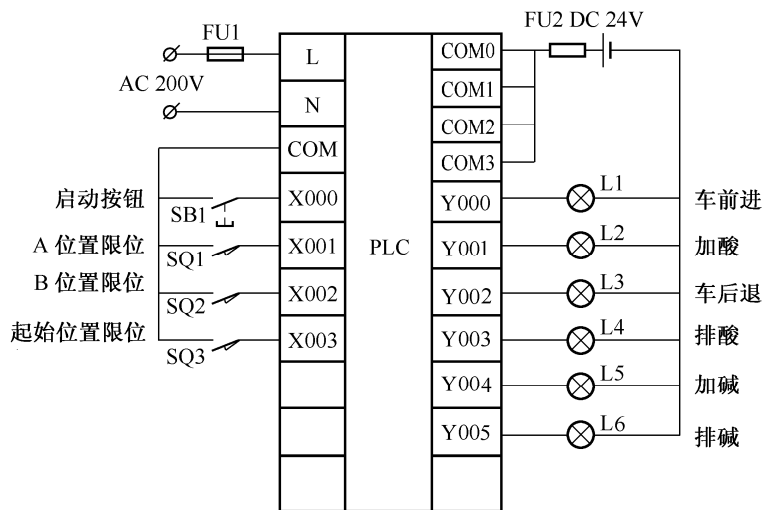 FU1
AC 200V
L
N
COM
启动按钮
SB1
X000
A 位置限位
SQ1
X001
B 位置限位
SQ2
X002
起始位置限位
SQ3
X003
PLC
FU2 DC 24V
COM0
COM1
COM2
COM3
Y000
L1
车前进
Y001
L2
加酸
Y002
L3
车后退
Y003
L4
排酸
Y004
L5
加碱
Y005
L6
排碱